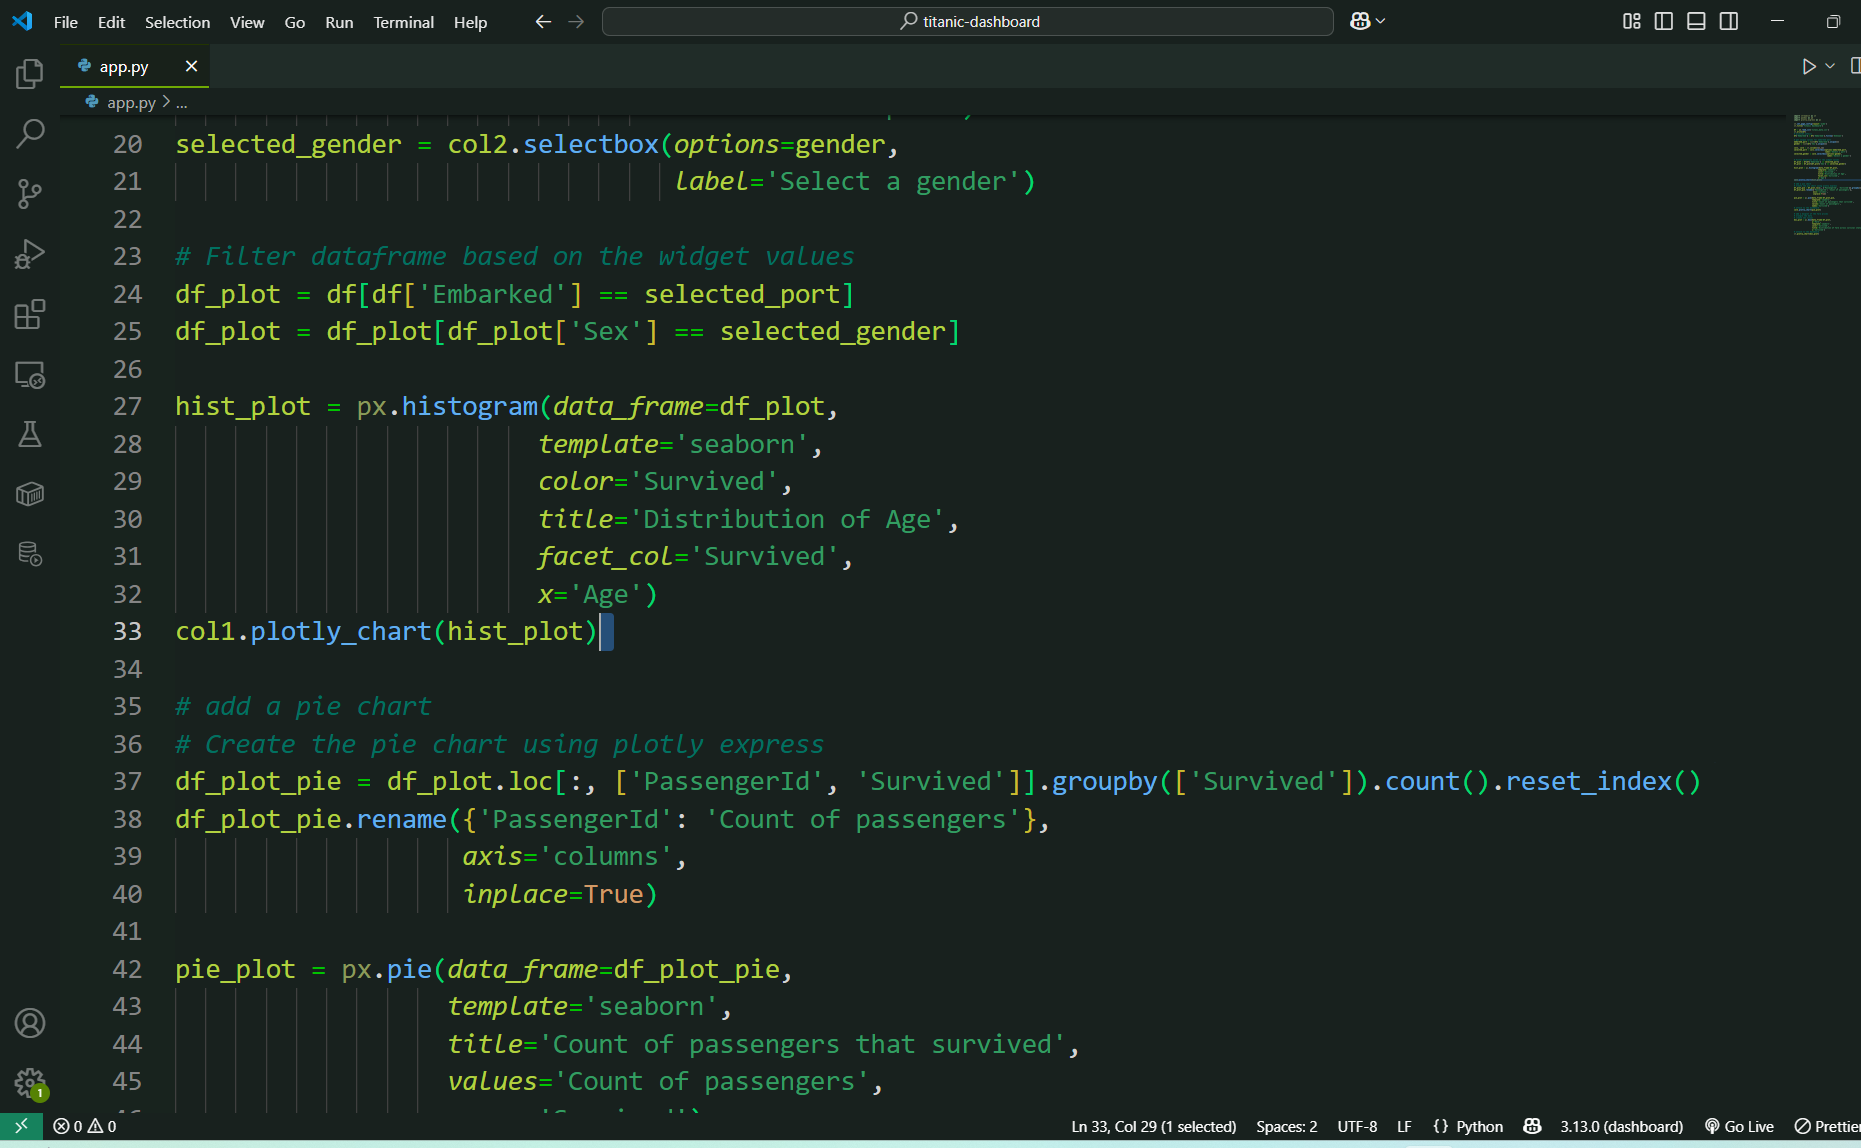 File Edit Selection View Go Run Terminal Help titanic-dashboard
app.py
app.py > ...
20 selected_gender = col2.selectbox(options=gender,
21 label='Select a gender')
22
23 # Filter dataframe based on the widget values
24 df_plot = df[df['Embarked'] == selected_port]
25 df_plot = df_plot[df_plot['Sex'] == selected_gender]
26
27 hist_plot = px.histogram(data_frame=df_plot,
28 template='seaborn',
29 color='Survived',
30 title='Distribution of Age',
31 facet_col='Survived',
32 x='Age')
33 col1.plotly_chart(hist_plot)
34
35 # add a pie chart
36 # Create the pie chart using plotly express
37 df_plot_pie = df_plot.loc[:, ['PassengerId', 'Survived']].groupby(['Survived']).count().reset_index()
38 df_plot_pie.rename({'PassengerId': 'Count of passengers'},
39 axis='columns',
40 inplace=True)
41
42 pie_plot = px.pie(data_frame=df_plot_pie,
43 template='seaborn',
44 title='Count of passengers that survived',
45 values='Count of passengers',
1
0 0 Ln 33, Col 29 (1 selected) Spaces: 2 UTF-8 LF {} Python 3.13.0 (dashboard) Go Live Prettier